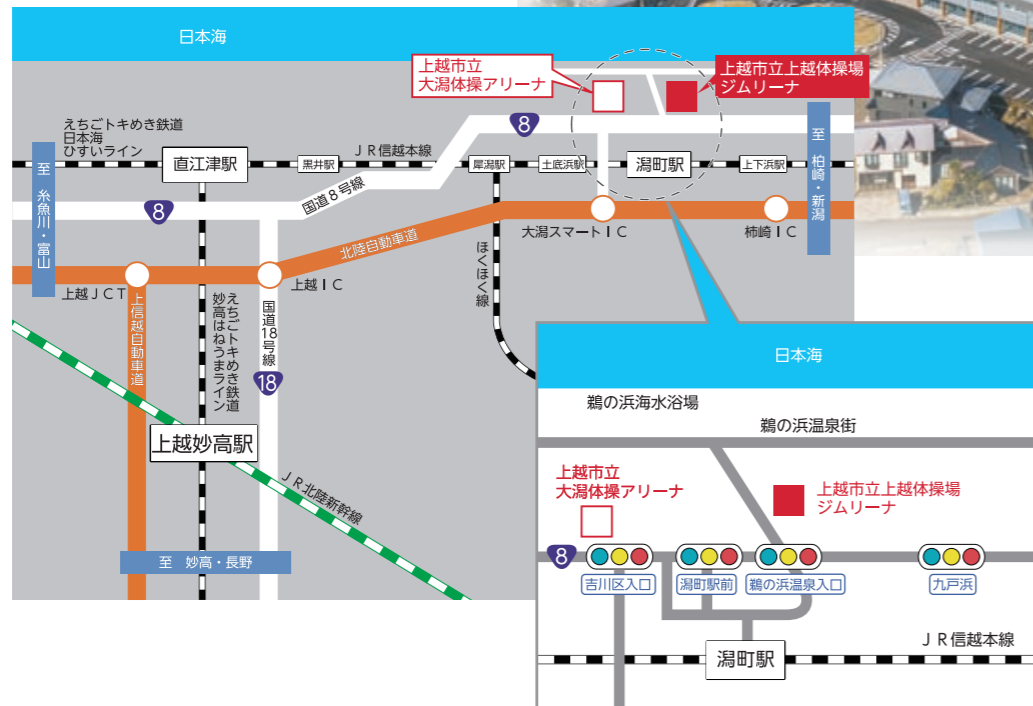 日本海
上越市立
大潟体操アリーナ
上越市立上越体操場
ジムリーナ
8
えちごトキめき鉄道
日本海
ひすいライン
直江津駅
黒井駅
ＪＲ信越本線
犀潟駅
土底浜駅
潟町駅
上下浜駅
至 糸魚川・富山
至 柏崎・新潟
8
国道８号線
北陸自動車道
大潟スマートＩＣ
柿崎ＩＣ
上越ＪＣＴ
上越ＩＣ
ほくほく線
上信越自動車道
えちごトキめき鉄道
妙高はねうまライン
国道18号線
18
上越妙高駅
ＪＲ北陸新幹線
至 妙高・長野
日本海
鵜の浜海水浴場
鵜の浜温泉街
上越市立
大潟体操アリーナ
上越市立上越体操場
ジムリーナ
8
吉川区入口
潟町駅前
鵜の浜温泉入口
九戸浜
潟町駅
ＪＲ信越本線